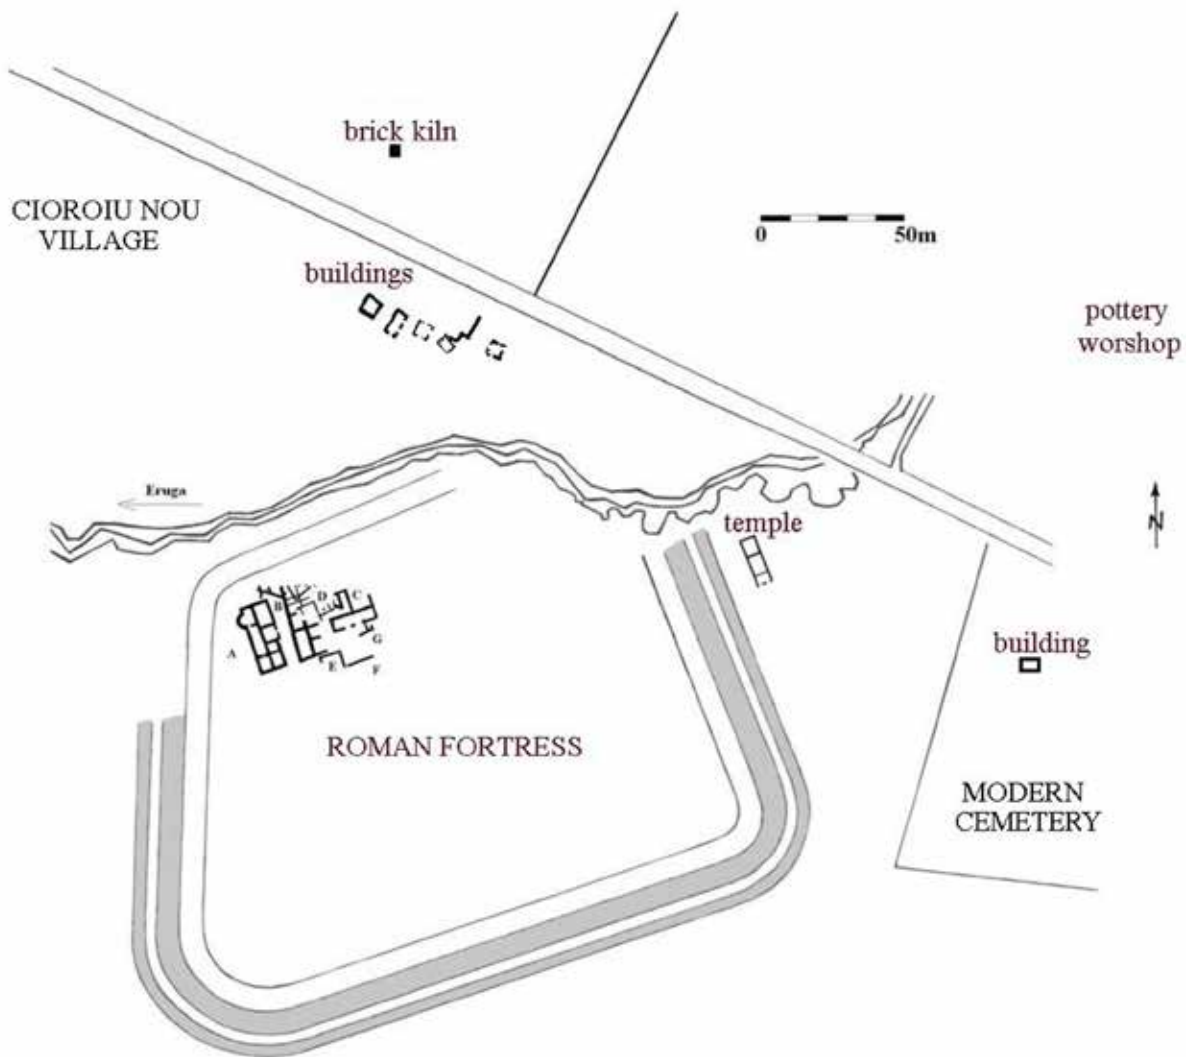 brick kiln
CIOROIU NOU
VILLAGE
0 50m
buildings
pottery
worshop
Eruga
temple
N
B D C
A
G
E F
building
ROMAN FORTRESS
MODERN
CEMETERY